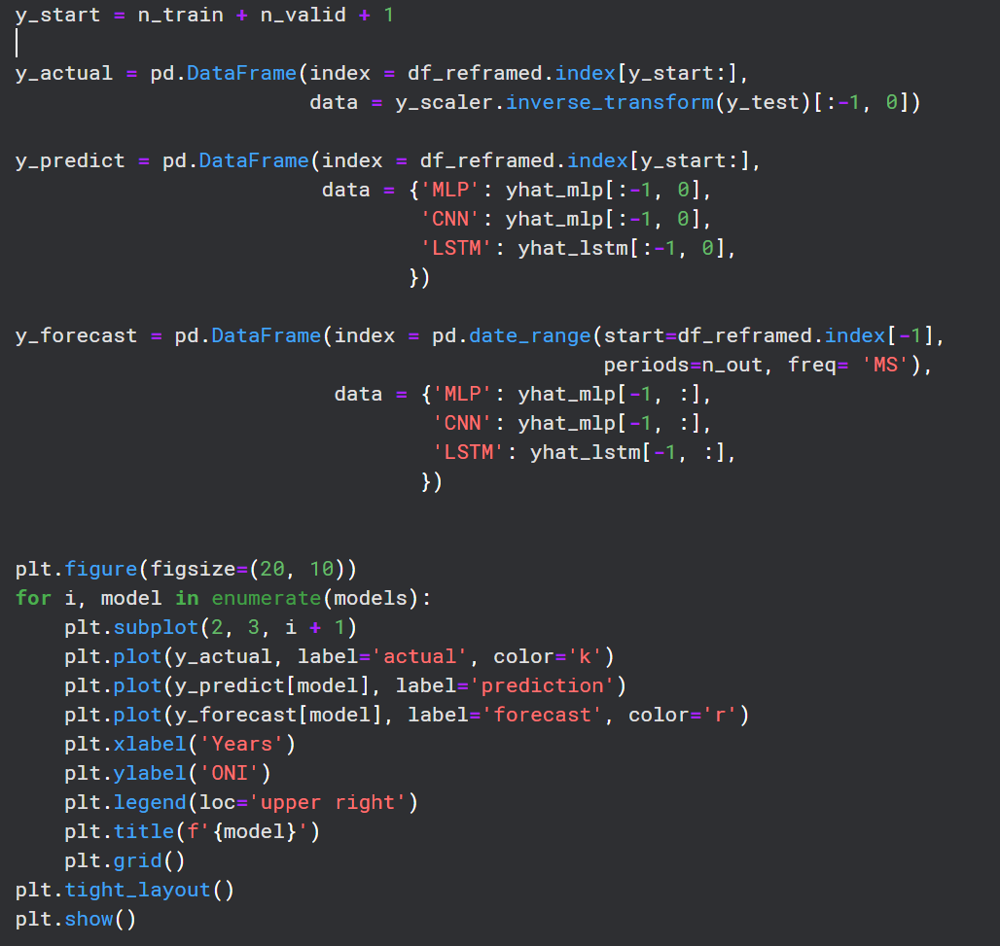 y_start = n_train + n_valid + 1
y_actual = pd.DataFrame(index = df_reframed.index[y_start:],
data = y_scaler.inverse_transform(y_test)[:-1, 0])
y_predict = pd.DataFrame(index = df_reframed.index[y_start:],
data = {'MLP': yhat_mlp[:-1, 0],
'CNN': yhat_mlp[:-1, 0],
'LSTM': yhat_lstm[:-1, 0],
})
y_forecast = pd.DataFrame(index = pd.date_range(start=df_reframed.index[-1],
periods=n_out, freq= 'MS'),
data = {'MLP': yhat_mlp[-1, :],
'CNN': yhat_mlp[-1, :],
'LSTM': yhat_lstm[-1, :],
})
plt.figure(figsize=(20, 10))
for i, model in enumerate(models):
plt.subplot(2, 3, i + 1)
plt.plot(y_actual, label='actual', color='k')
plt.plot(y_predict[model], label='prediction')
plt.plot(y_forecast[model], label='forecast', color='r')
plt.xlabel('Years')
plt.ylabel('ONI')
plt.legend(loc='upper right')
plt.title(f'{model}')
plt.grid()
plt.tight_layout()
plt.show()